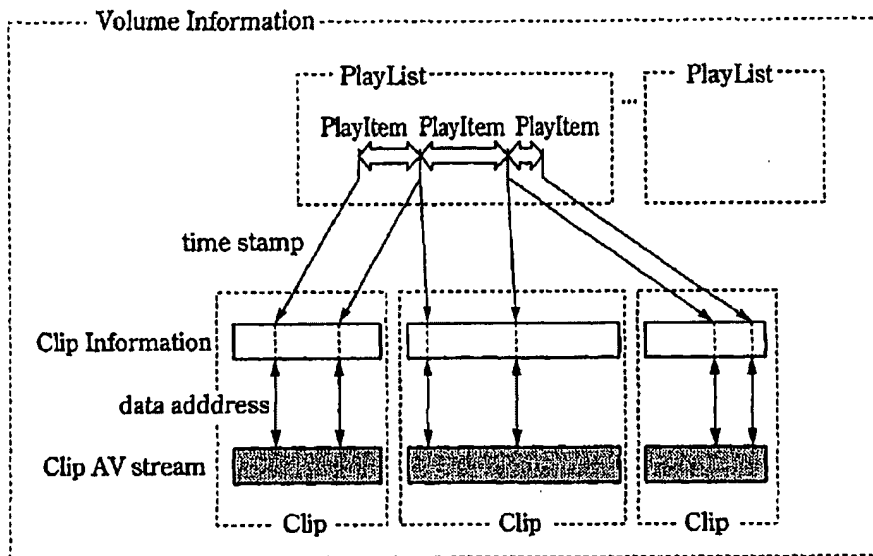 Volume Information
PlayList
PlayList
...
PlayItem PlayItem PlayItem
time stamp
Clip Information
data adddress
Clip AV stream
Clip
Clip
Clip